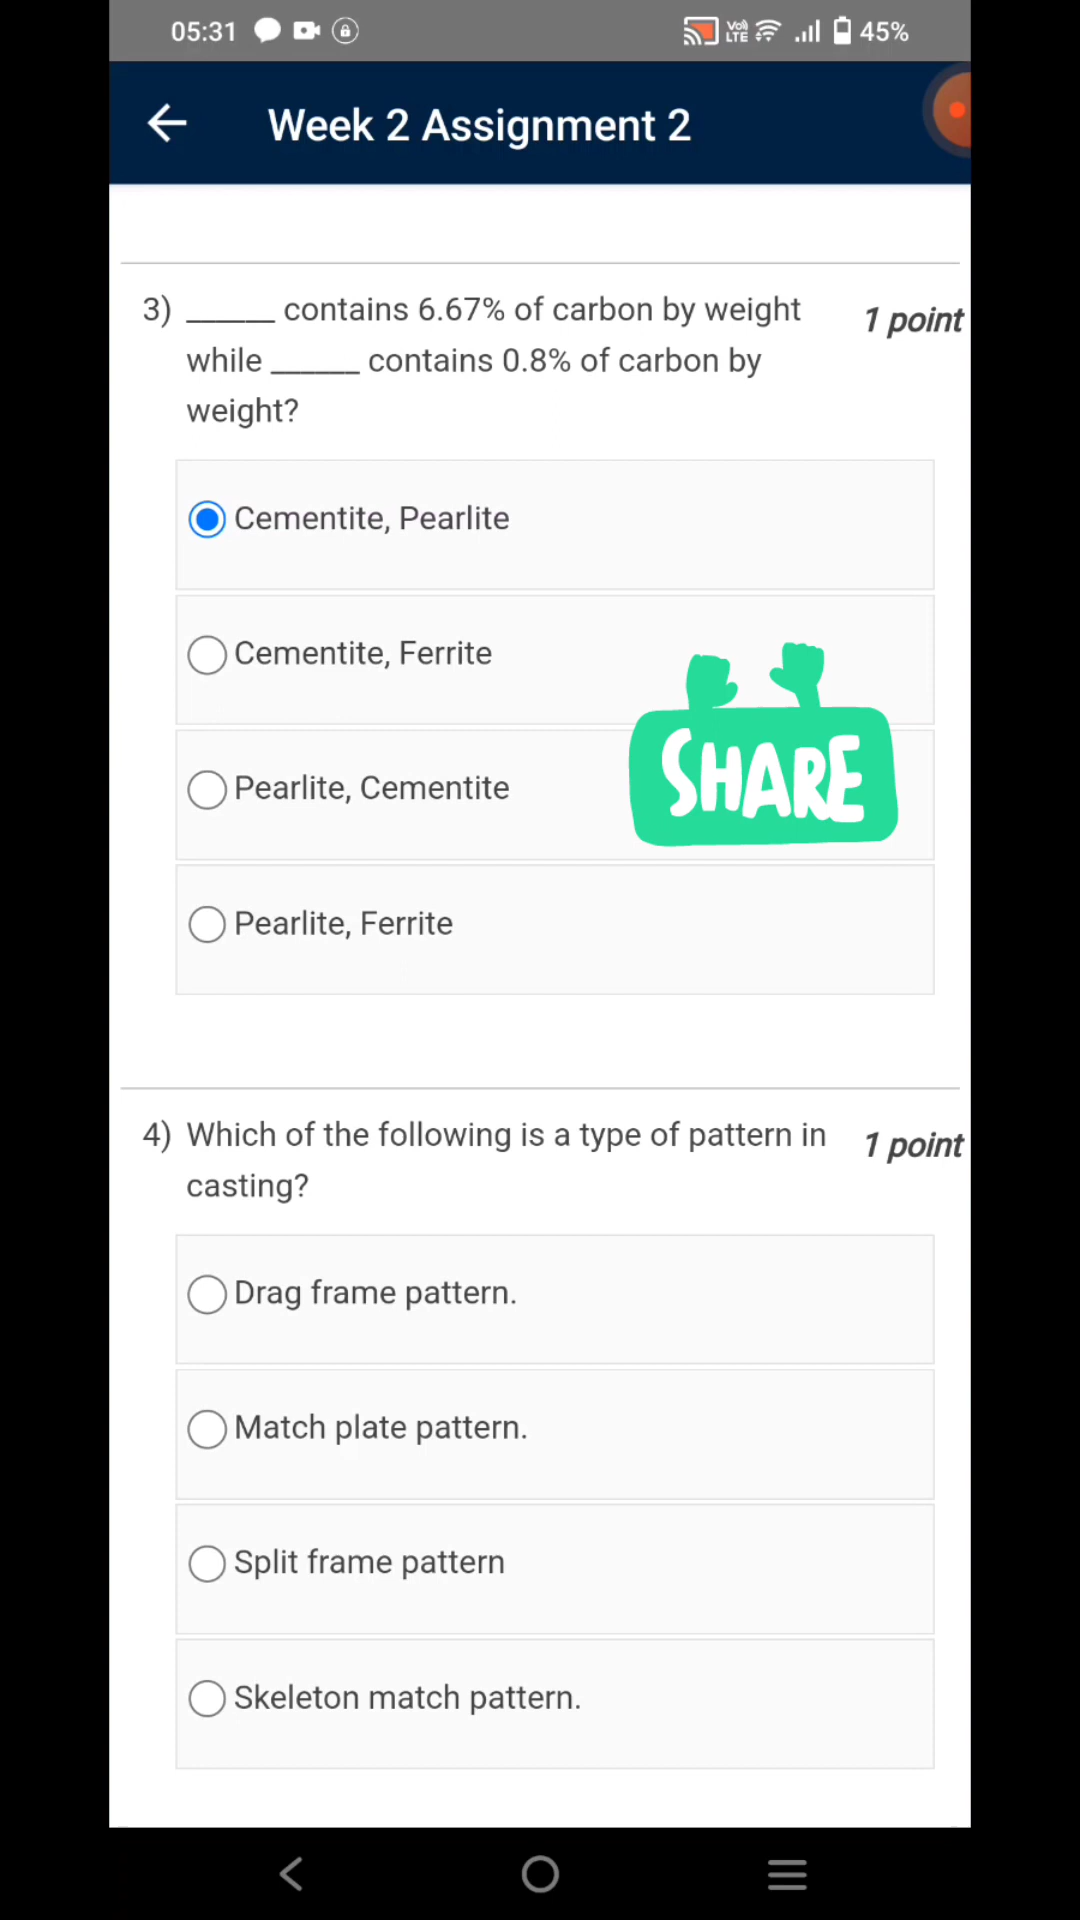 05:31 Vo) LTE 45%
Week 2 Assignment 2
3) ______ contains 6.67% of carbon by weight 1 point
while ______ contains 0.8% of carbon by
weight?
Cementite, Pearlite
Cementite, Ferrite
Pearlite, Cementite
SHARE
Pearlite, Ferrite
4) Which of the following is a type of pattern in 1 point
casting?
Drag frame pattern.
Match plate pattern.
Split frame pattern
Skeleton match pattern.